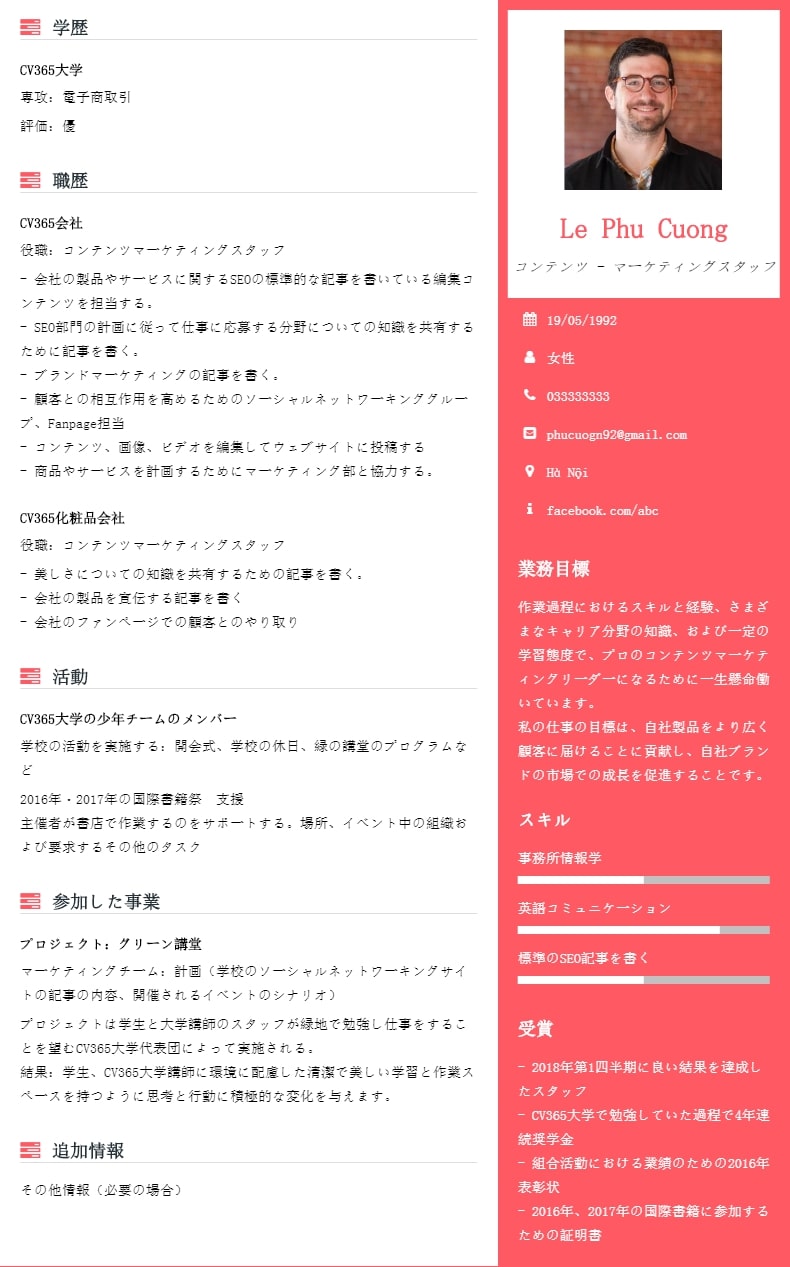 学歴
CV365大学
専攻: 電子商取引
評価: 優
職歴
CV365会社
役職: コンテンツマーケティングスタッフ
- 会社の製品やサービスに関するSEOの標準的な記事を書いている編集コ
ンテンツを担当する。
- SEO部門の計画に従って仕事に応募する分野についての知識を共有する
ために記事を書く。
- ブランドマーケティングの記事を書く。
- 顧客との相互作用を高めるためのソーシャルネットワーキンググルー
プ、Fanpage担当
- コンテンツ、画像、ビデオを編集してウェブサイトに投稿する
- 商品やサービスを計画するためにマーケティング部と協力する。
CV365化粧品会社
役職: コンテンツマーケティングスタッフ
- 美しさについての知識を共有するための記事を書く。
- 会社の製品を宣伝する記事を書く
- 会社のファンページでの顧客とのやり取り
活動
CV365大学の少年チームのメンバー
学校の活動を実施する: 開会式、学校の休日、緑の講堂のプログラムな
ど
2016年・2017年の国際書籍祭　支援
主催者が書店で作業するのをサポートする。場所、イベント中の組織お
よび要求するその他のタスク
参加した事業
プロジェクト: グリーン講堂
マーケティングチーム: 計画（学校のソーシャルネットワーキングサイ
トの記事の内容、開催されるイベントのシナリオ）
プロジェクトは学生と大学講師のスタッフが緑地で勉強し仕事をするこ
とを望むCV365大学代表団によって実施される。
結果: 学生、CV365大学講師に環境に配慮した清潔で美しい学習と作業ス
ペースを持つように思考と行動に積極的な変化を与えます。
追加情報
その他情報（必要の場合）
Le Phu Cuong
コンテンツ - マーケティングスタッフ
19/05/1992
女性
033333333
phucuogn92@gmail.com
Hà Nội
facebook.com/abc
業務目標
作業過程におけるスキルと経験、さまざ
まなキャリア分野の知識、および一定の
学習態度で、プロのコンテンツマーケテ
ィングリーダーになるために一生懸命働
いています。
私の仕事の目標は、自社製品をより広く
顧客に届けることに貢献し、自社ブラン
ドの市場での成長を促進することです。
スキル
事務所情報学
英語コミュニケーション
標準のSEO記事を書く
受賞
- 2018年第1四半期に良い結果を達成し
たスタッフ
- CV365大学で勉強していた過程で4年連
続奨学金
- 組合活動における業績のための2016年
表彰状
- 2016年、2017年の国際書籍に参加する
ための証明書